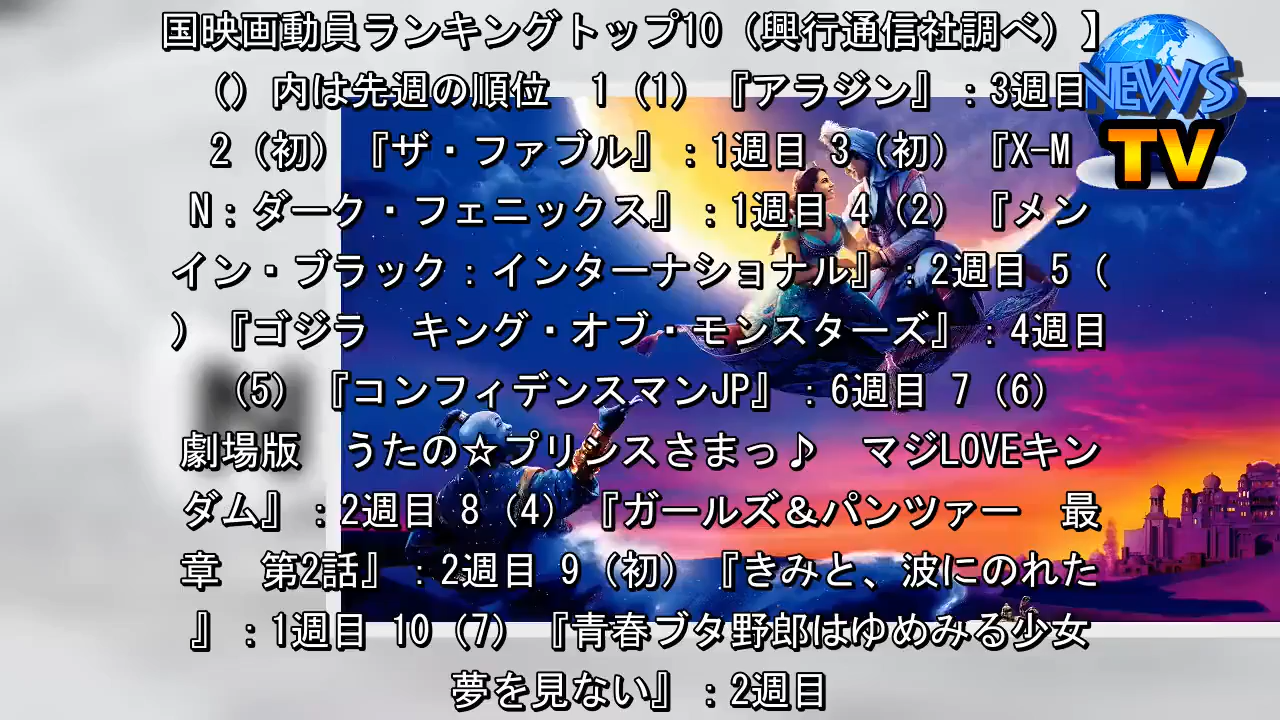 国映画動員ランキングトップ10（興行通信社調べ）】
（）内は先週の順位　1（1）『アラジン』：3週目
2（初）『ザ・ファブル』：1週目 3（初）『X-M
N：ダーク・フェニックス』：1週目 4（2）『メン
イン・ブラック：インターナショナル』：2週目 5（
）『ゴジラ　キング・オブ・モンスターズ』：4週目
（5）『コンフィデンスマンJP』：6週目 7（6）
劇場版　うたの☆プリンスさまっ♪　マジLOVEキン
ダム』：2週目 8（4）『ガールズ＆パンツァー　最
章　第2話』：2週目 9（初）『きみと、波にのれた
』：1週目 10（7）『青春ブタ野郎はゆめみる少女
夢を見ない』：2週目
NEWS
TV